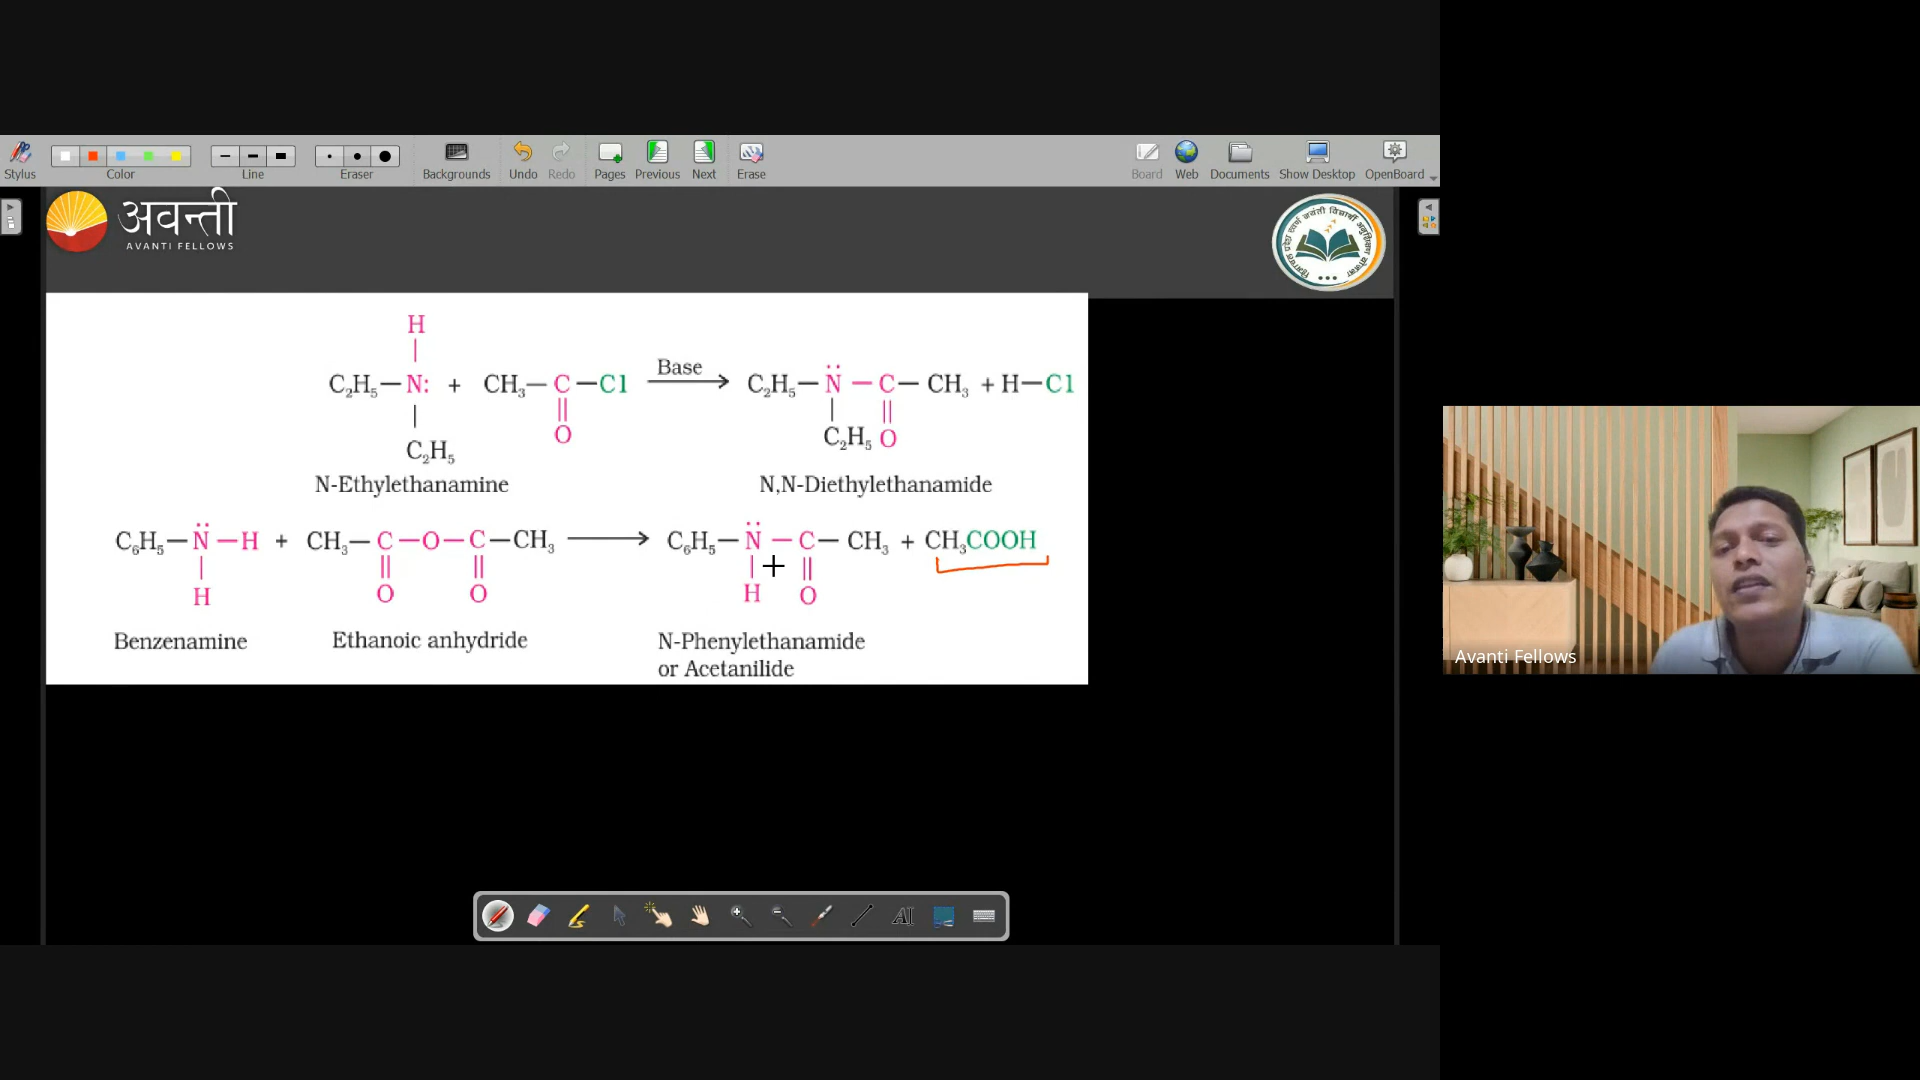 Stylus
Color
Line
Eraser
Backgrounds
Undo
Redo
Pages
Previous
Next
Erase
Board
Web
Documents
Show Desktop
OpenBoard
अवन्ती
AVANTI FELLOWS
H
|
C₂H₅—N: + CH₃—C—Cl —Base→ C₂H₅—N̈—C—CH₃ + H—Cl
| || | ||
C₂H₅ O C₂H₅ O
N-Ethylethanamine N,N-Diethylethanamide
C₆H₅—N̈—H + CH₃—C—O—C—CH₃ ⟶ C₆H₅—N̈—C—CH₃ + CH₃COOH
| || || | ||
H O O H O
Benzenamine Ethanoic anhydride N-Phenylethanamide
or Acetanilide
Avanti Fellows